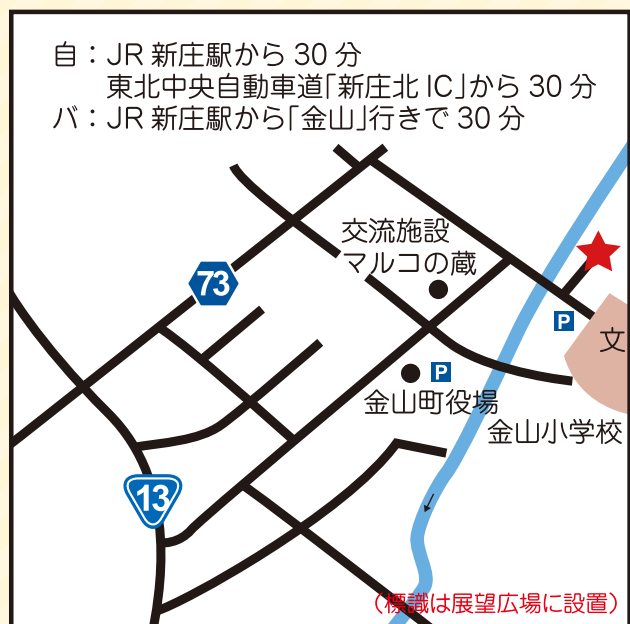 自：JR 新庄駅から 30 分
東北中央自動車道「新庄北 IC」から 30 分
バ：JR 新庄駅から「金山」行きで 30 分
交流施設
マルコの蔵
73
P
文
P
金山町役場
金山小学校
13
（標識は展望広場に設置）